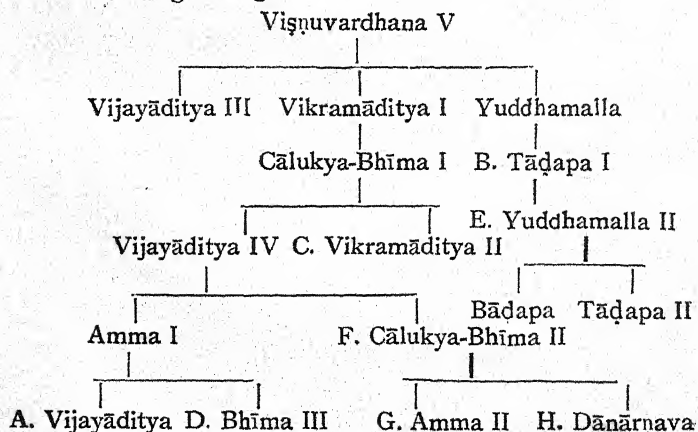 Viṣṇuvardhana V
Vijayāditya III Vikramāditya I Yuddhamalla
Cālukya-Bhīma I B. Tāḍapa I
E. Yuddhamalla II
Vijayāditya IV C. Vikramāditya II
Bāḍapa Tāḍapa II
Amma I F. Cālukya-Bhīma II
A. Vijayāditya D. Bhīma III G. Amma II H. Dānārṇava